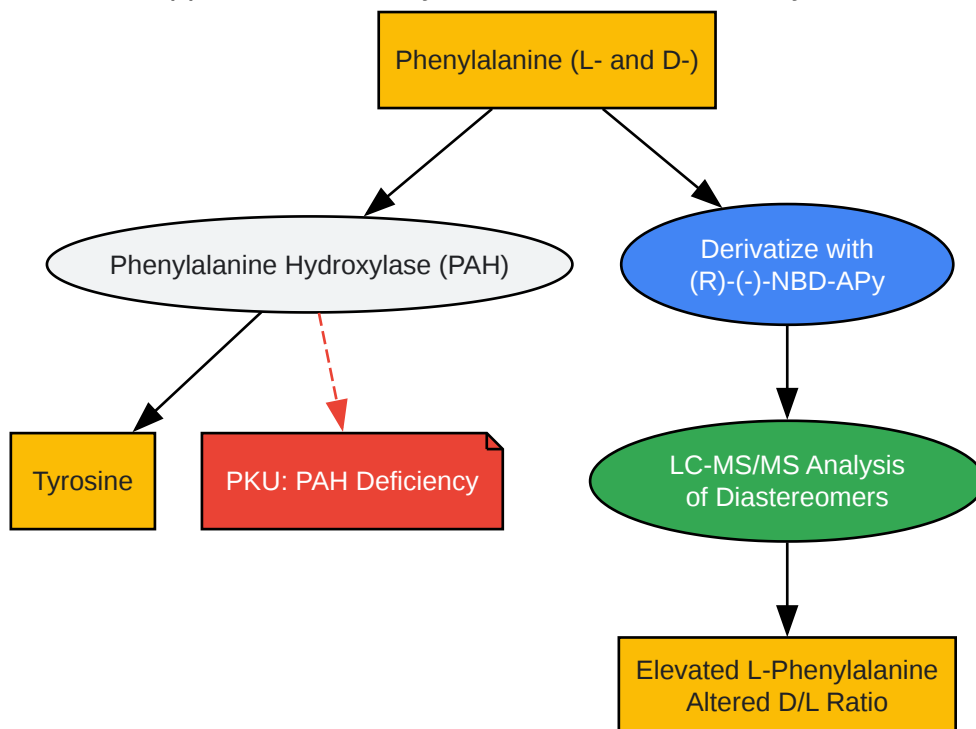 Phenylalanine (L- and D-)
Phenylalanine Hydroxylase (PAH)
Derivatize with
(R)-(-)-NBD-APy
Tyrosine
PKU: PAH Deficiency
LC-MS/MS Analysis
of Diastereomers
Elevated L-Phenylalanine
Altered D/L Ratio